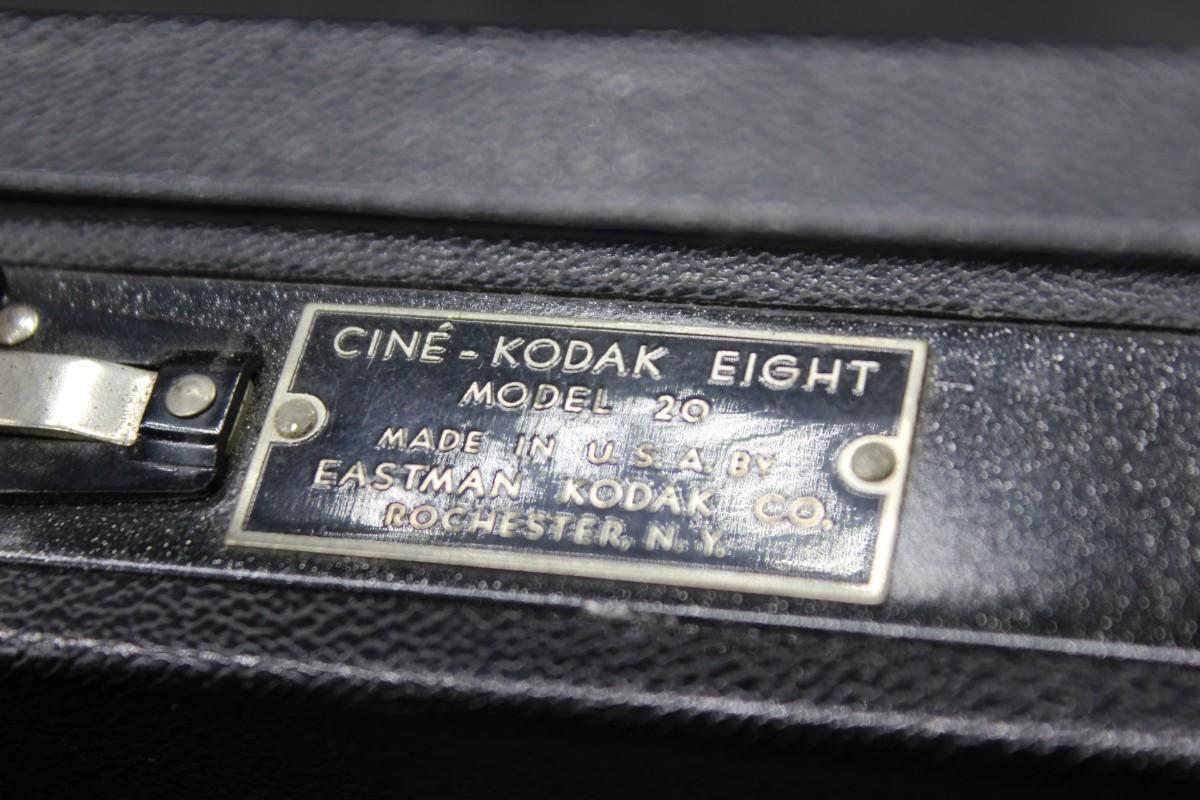 CINÉ-KODAK EIGHT
MODEL 20
MADE IN U.S.A. BY
EASTMAN KODAK CO.
ROCHESTER, N.Y.